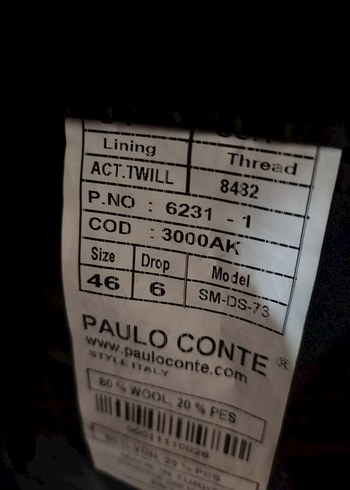 Lining Thread
ACT.TWILL 8432
P.NO : 6231 - 1
COD : 3000AK
Size Drop Model
46 6 SM-DS-73
PAULO CONTE ®
www.pauloconte.com
STYLE ITALY
80 % WOOL, 20 % PES